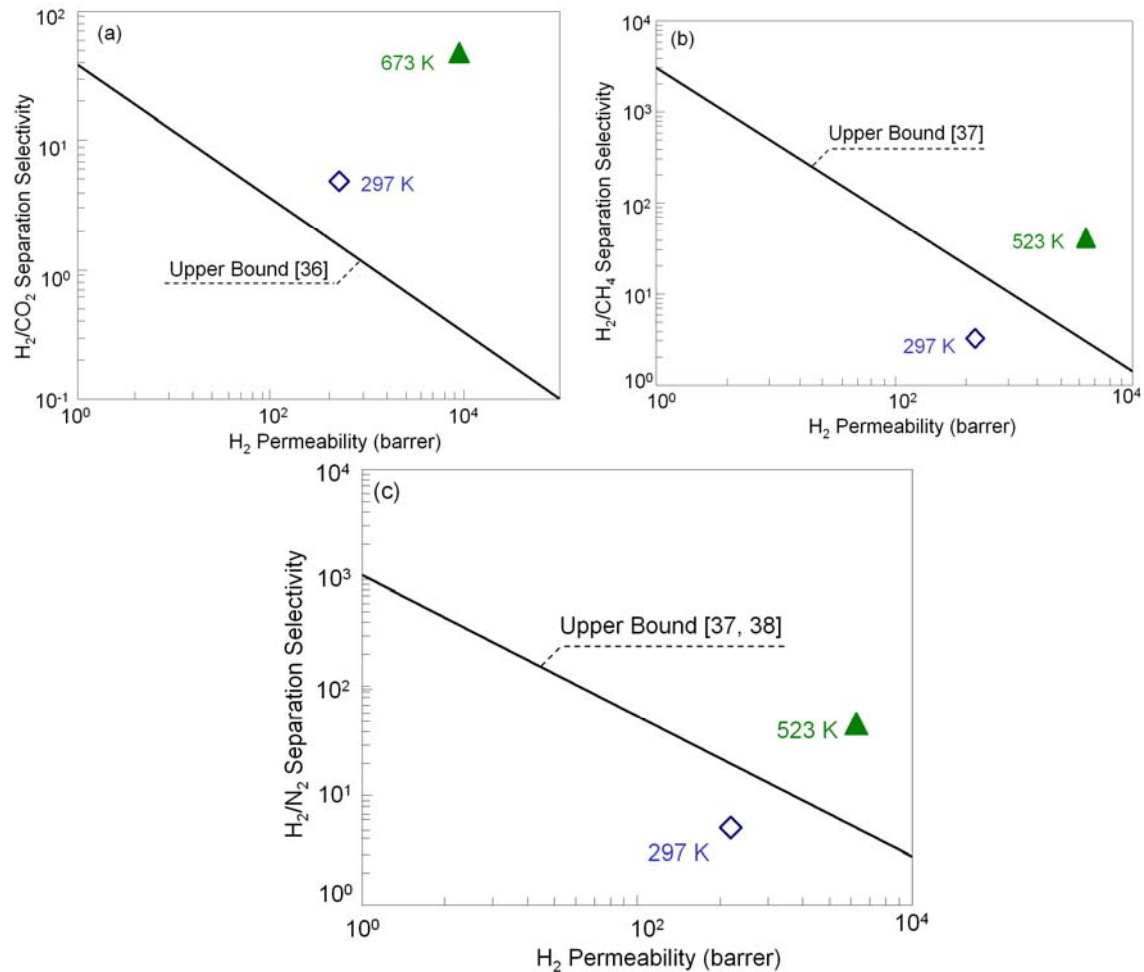 (a)
H₂/CO₂ Separation Selectivity
10²
10¹
10⁰
10⁻¹
673 K
297 K
Upper Bound [36]
10⁰
10²
10⁴
H₂ Permeability (barrer)
(b)
H₂/CH₄ Separation Selectivity
10⁴
10³
10²
10¹
10⁰
Upper Bound [37]
523 K
297 K
10⁰
10²
10⁴
H₂ Permeability (barrer)
(c)
H₂/N₂ Separation Selectivity
10⁴
10³
10²
10¹
10⁰
Upper Bound [37, 38]
523 K
297 K
10⁰
10²
10⁴
H₂ Permeability (barrer)